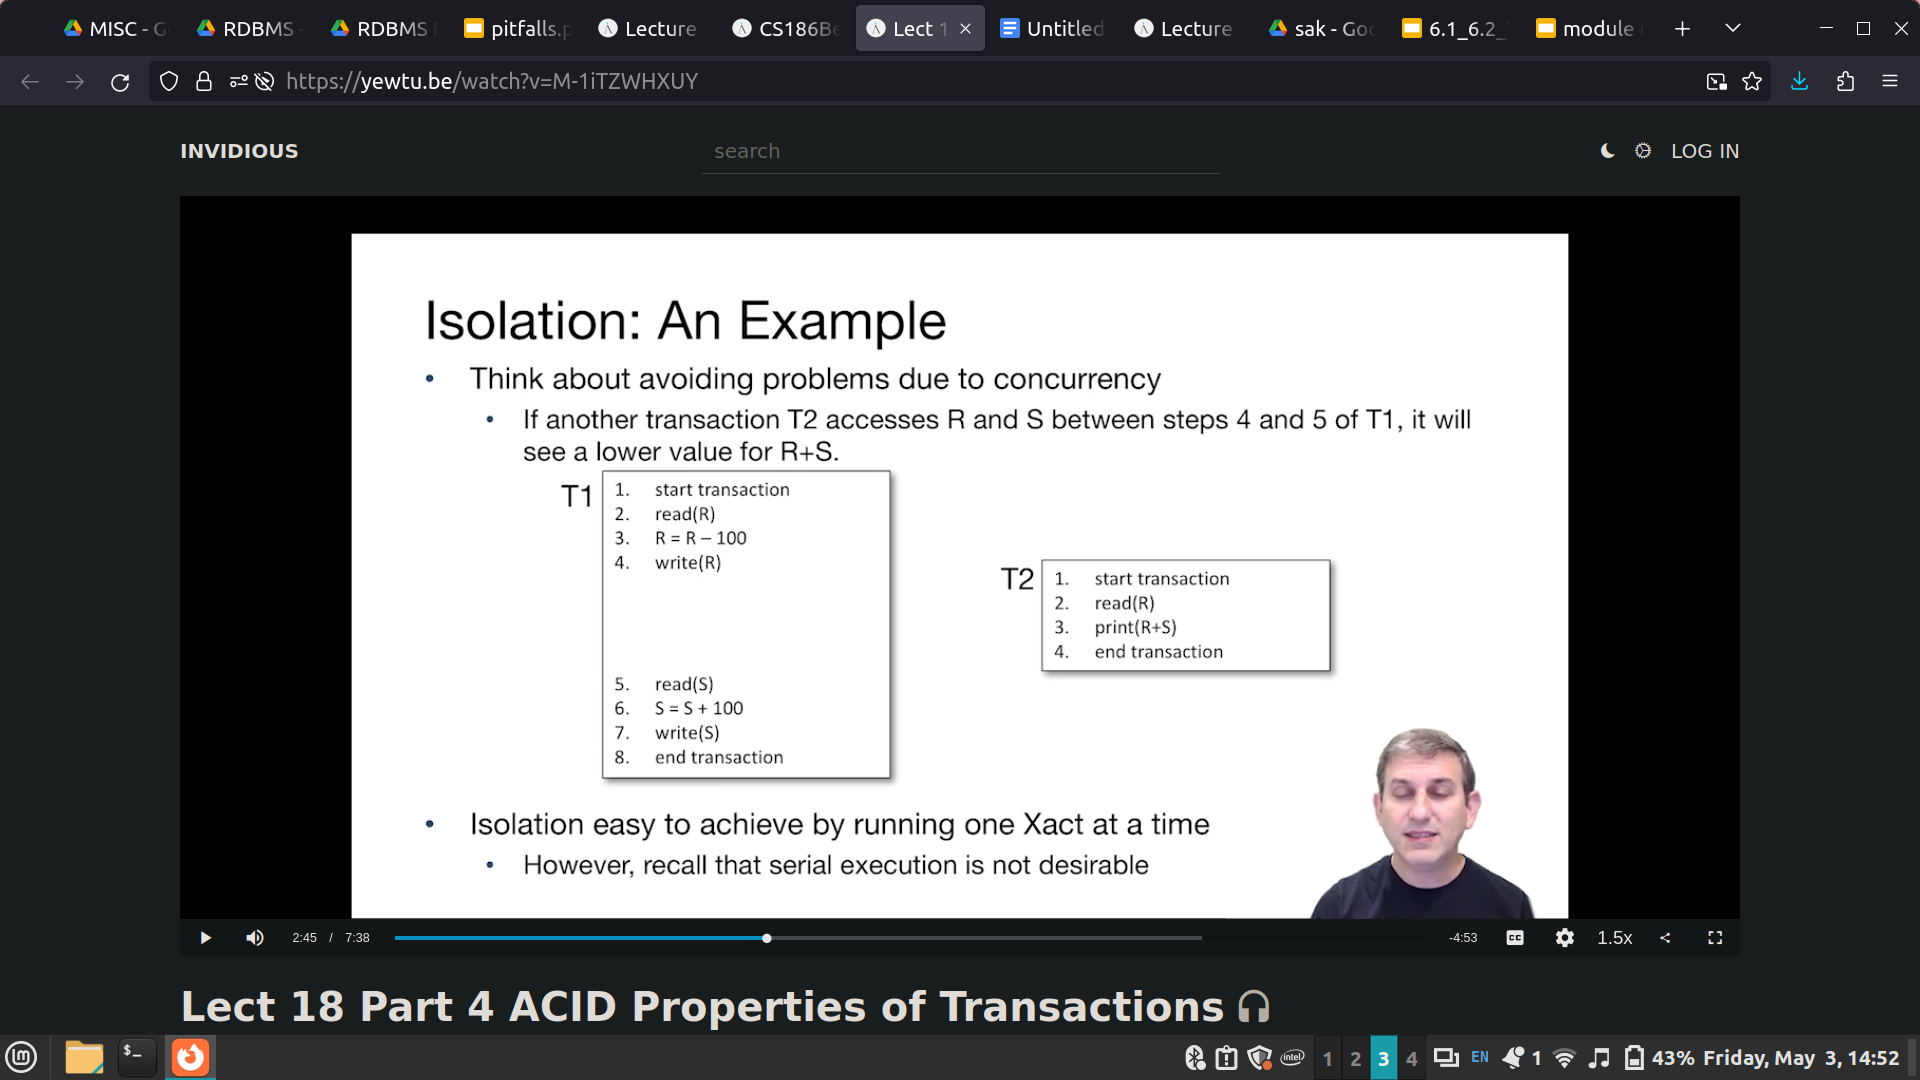 MISC - G
RDBMS -
RDBMS
pitfalls.p
Lecture
CS186Be
Lect 1
Untitled
Lecture
sak - Goo
6.1_6.2_
module
https://yewtu.be/watch?v=M-1iTZWHXUY
INVIDIOUS
search
LOG IN
Isolation: An Example
• Think about avoiding problems due to concurrency
• If another transaction T2 accesses R and S between steps 4 and 5 of T1, it will
see a lower value for R+S.
T1
1. start transaction
2. read(R)
3. R = R – 100
4. write(R)
5. read(S)
6. S = S + 100
7. write(S)
8. end transaction
T2
1. start transaction
2. read(R)
3. print(R+S)
4. end transaction
• Isolation easy to achieve by running one Xact at a time
• However, recall that serial execution is not desirable
2:45 / 7:38
-4:53
CC
1.5x
Lect 18 Part 4 ACID Properties of Transactions
lm
$_
intel
1 2 3 4
EN
1
43% Friday, May 3, 14:52